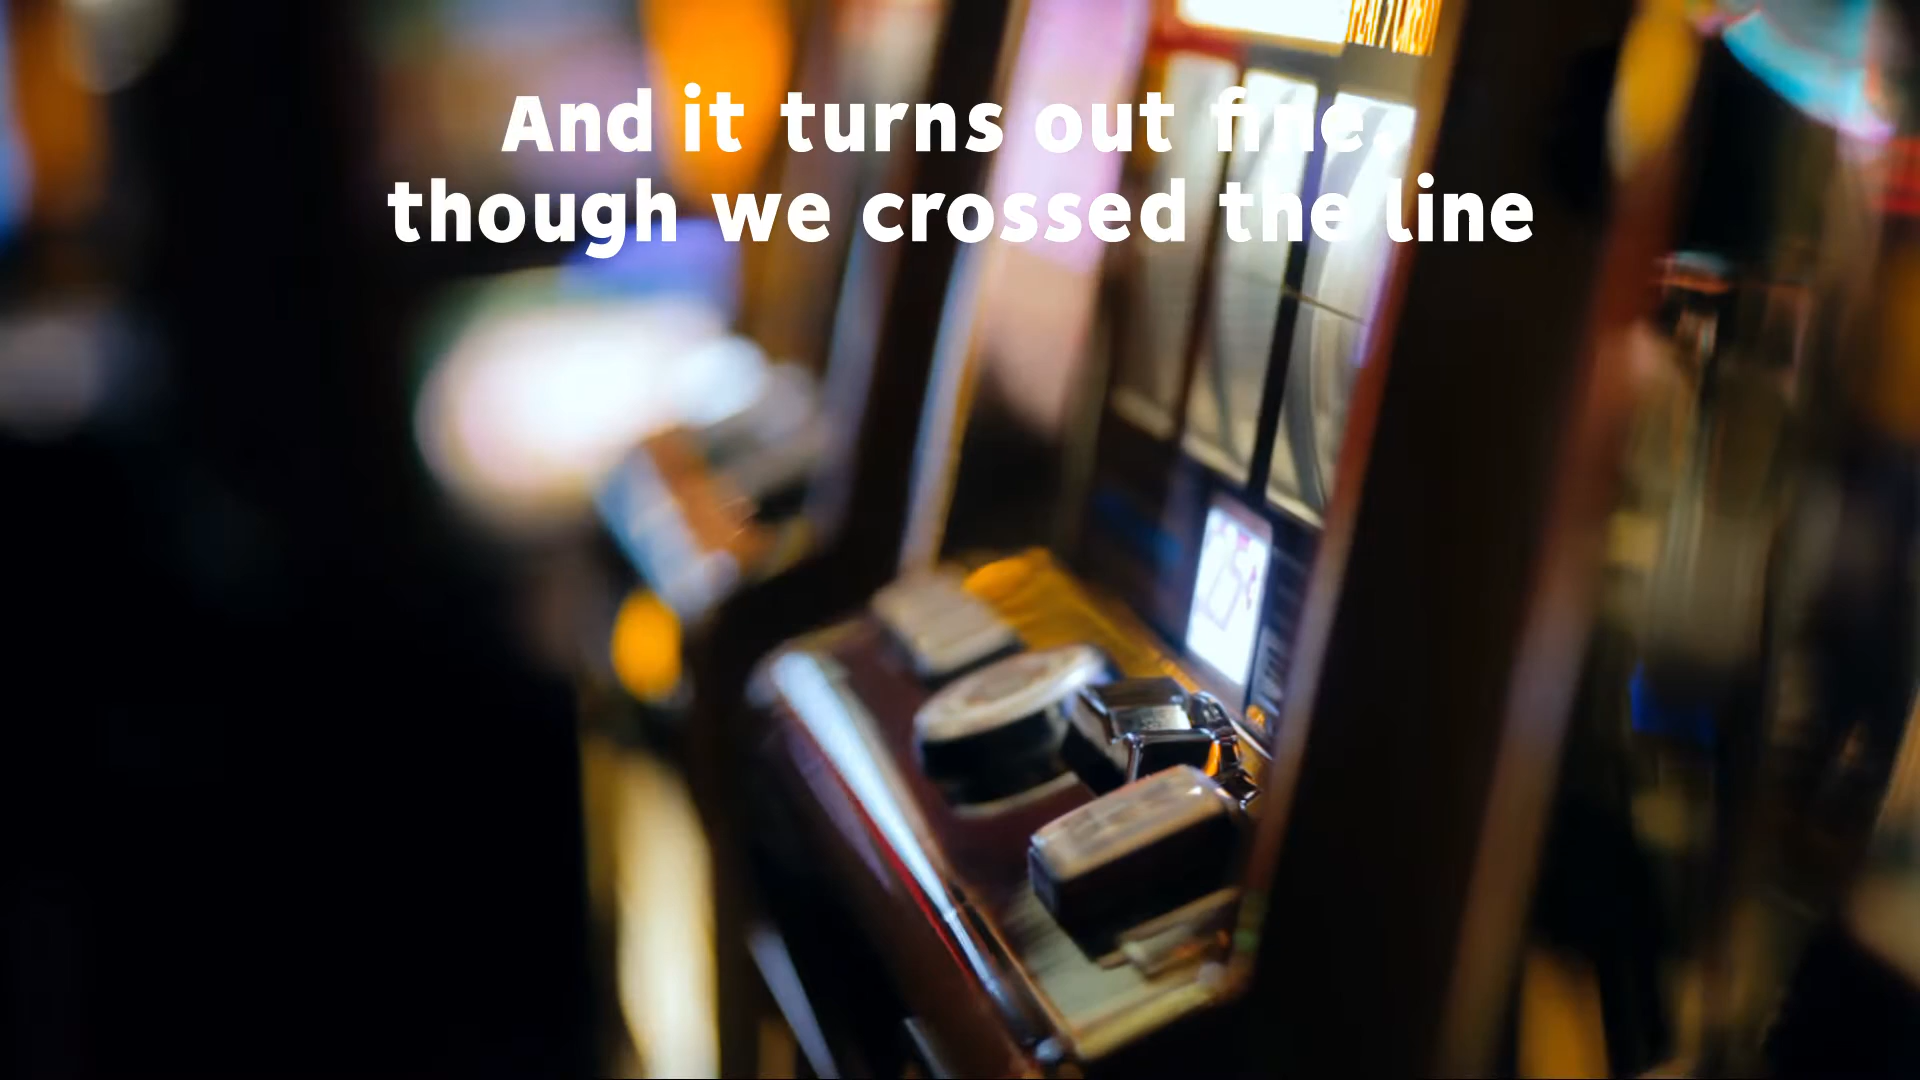 And it turns out fine,
though we crossed the line